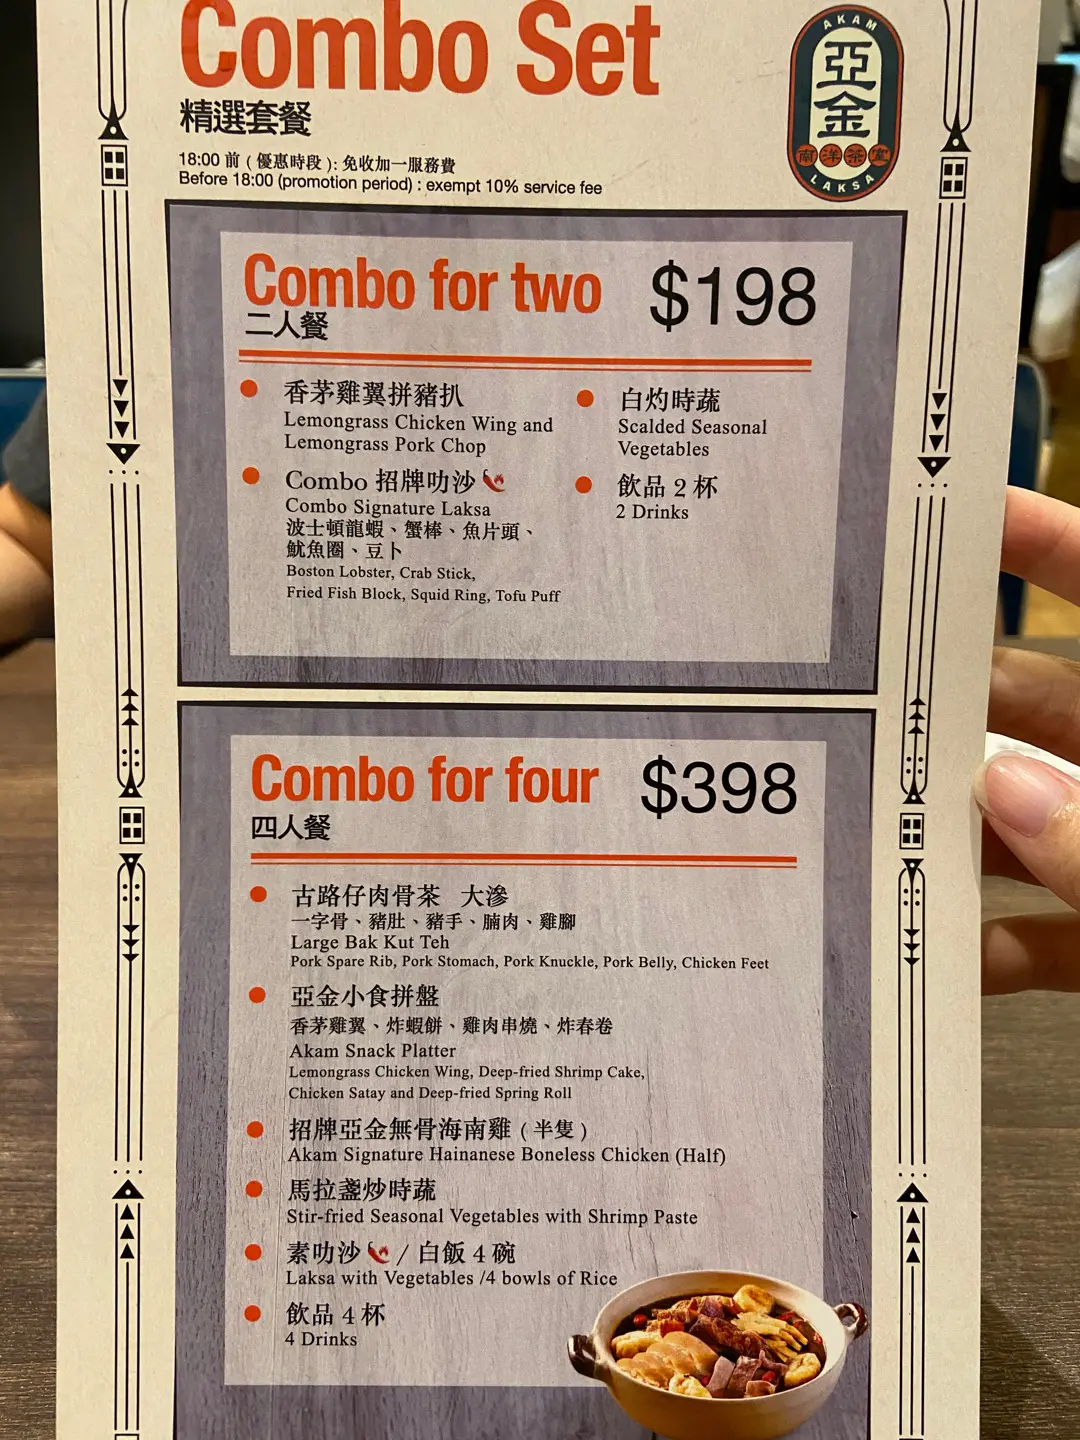 Combo Set
精選套餐
18:00 前 ( 優惠時段 ): 免收加一服務費
Before 18:00 (promotion period) : exempt 10% service fee
AKAM
亞金
南洋茶室
LAKSA
Combo for two $198
二人餐
香茅雞翼拼豬扒
Lemongrass Chicken Wing and
Lemongrass Pork Chop
Combo 招牌叻沙
Combo Signature Laksa
波士頓龍蝦、蟹棒、魚片頭、
魷魚圈、豆卜
Boston Lobster, Crab Stick,
Fried Fish Block, Squid Ring, Tofu Puff
白灼時蔬
Scalded Seasonal
Vegetables
飲品 2 杯
2 Drinks
Combo for four $398
四人餐
古路仔肉骨茶 大滲
一字骨、豬肚、豬手、腩肉、雞腳
Large Bak Kut Teh
Pork Spare Rib, Pork Stomach, Pork Knuckle, Pork Belly, Chicken Feet
亞金小食拼盤
香茅雞翼、炸蝦餅、雞肉串燒、炸春卷
Akam Snack Platter
Lemongrass Chicken Wing, Deep-fried Shrimp Cake,
Chicken Satay and Deep-fried Spring Roll
招牌亞金無骨海南雞 ( 半隻 )
Akam Signature Hainanese Boneless Chicken (Half)
馬拉盞炒時蔬
Stir-fried Seasonal Vegetables with Shrimp Paste
素叻沙 / 白飯 4 碗
Laksa with Vegetables /4 bowls of Rice
飲品 4 杯
4 Drinks